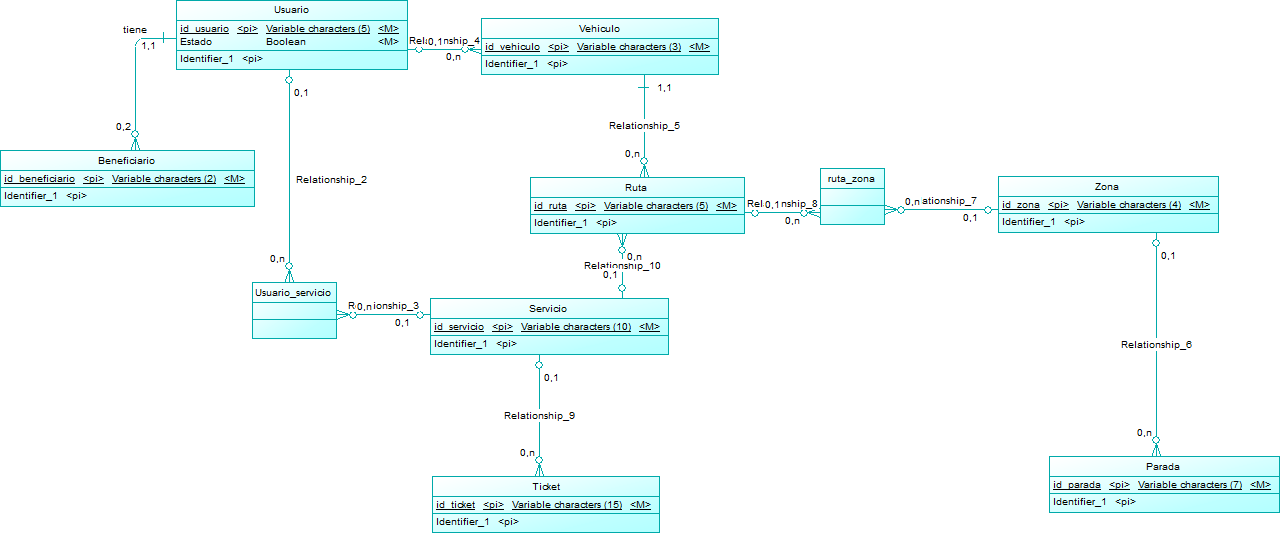 Usuario
id_usuario <pi> Variable characters (5) <M>
Estado Boolean <M>
Identifier_1 <pi>
tiene
1,1
0,2
Beneficiario
id_beneficiario <pi> Variable characters (2) <M>
Identifier_1 <pi>
0,1
nship_4
0,n
Vehiculo
id_vehiculo <pi> Variable characters (3) <M>
Identifier_1 <pi>
0,1
Relationship_2
0,n
1,1
Relationship_5
0,n
Ruta
id_ruta <pi> Variable characters (5) <M>
Identifier_1 <pi>
0,1
nship_8
0,n
ruta_zona
0,n
ationship_7
0,1
Zona
id_zona <pi> Variable characters (4) <M>
Identifier_1 <pi>
0,n
Relationship_10
0,1
Usuario_servicio
0,n
ionship_3
0,1
Servicio
id_servicio <pi> Variable characters (10) <M>
Identifier_1 <pi>
0,1
Relationship_9
0,n
Ticket
id_ticket <pi> Variable characters (15) <M>
Identifier_1 <pi>
0,1
Relationship_6
0,n
Parada
id_parada <pi> Variable characters (7) <M>
Identifier_1 <pi>